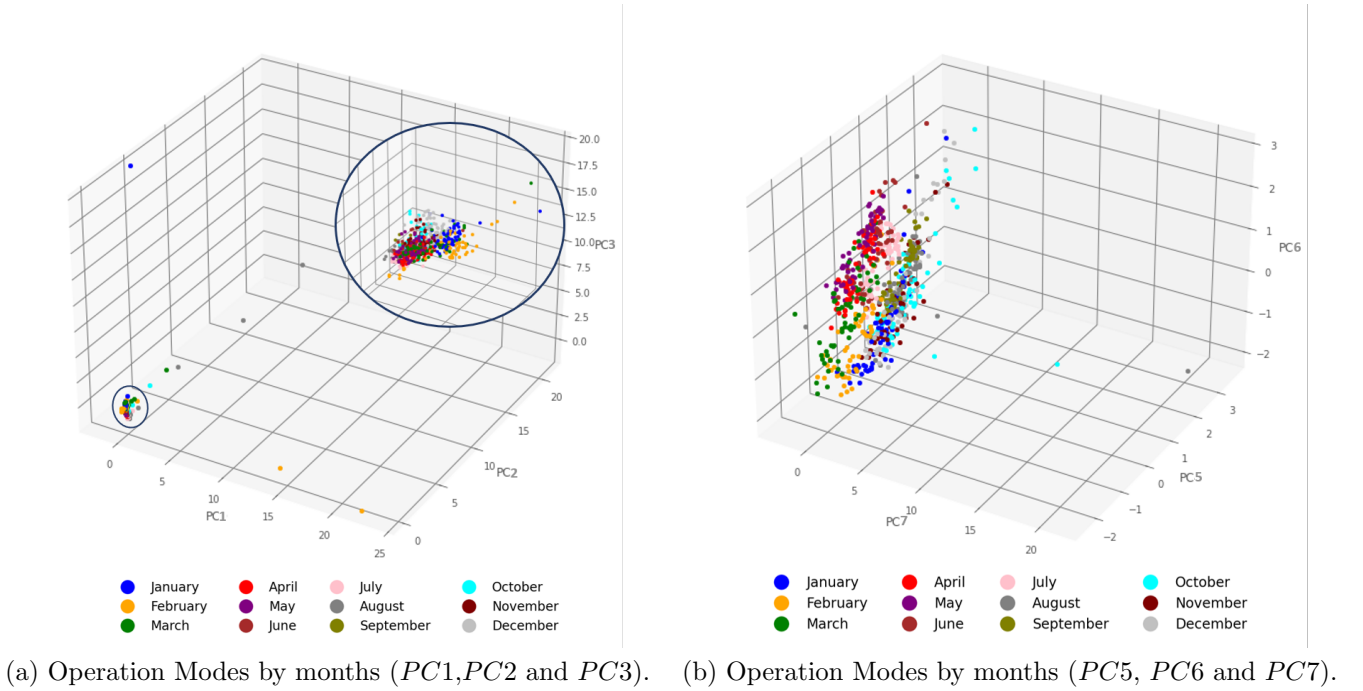 20.0
17.5
15.0
12.5
10.0
PC3
7.5
5.0
2.5
0.0
20
15
10
PC2
5
0
0
5
10
PC1
15
20
25
January April July October
February May August November
March June September December
3
2
1
PC6
0
−1
−2
3
2
1
PC5
0
−1
−2
0
5
PC7
10
15
20
January April July October
February May August November
March June September December
(a) Operation Modes by months (PC1,PC2 and PC3).
(b) Operation Modes by months (PC5, PC6 and PC7).